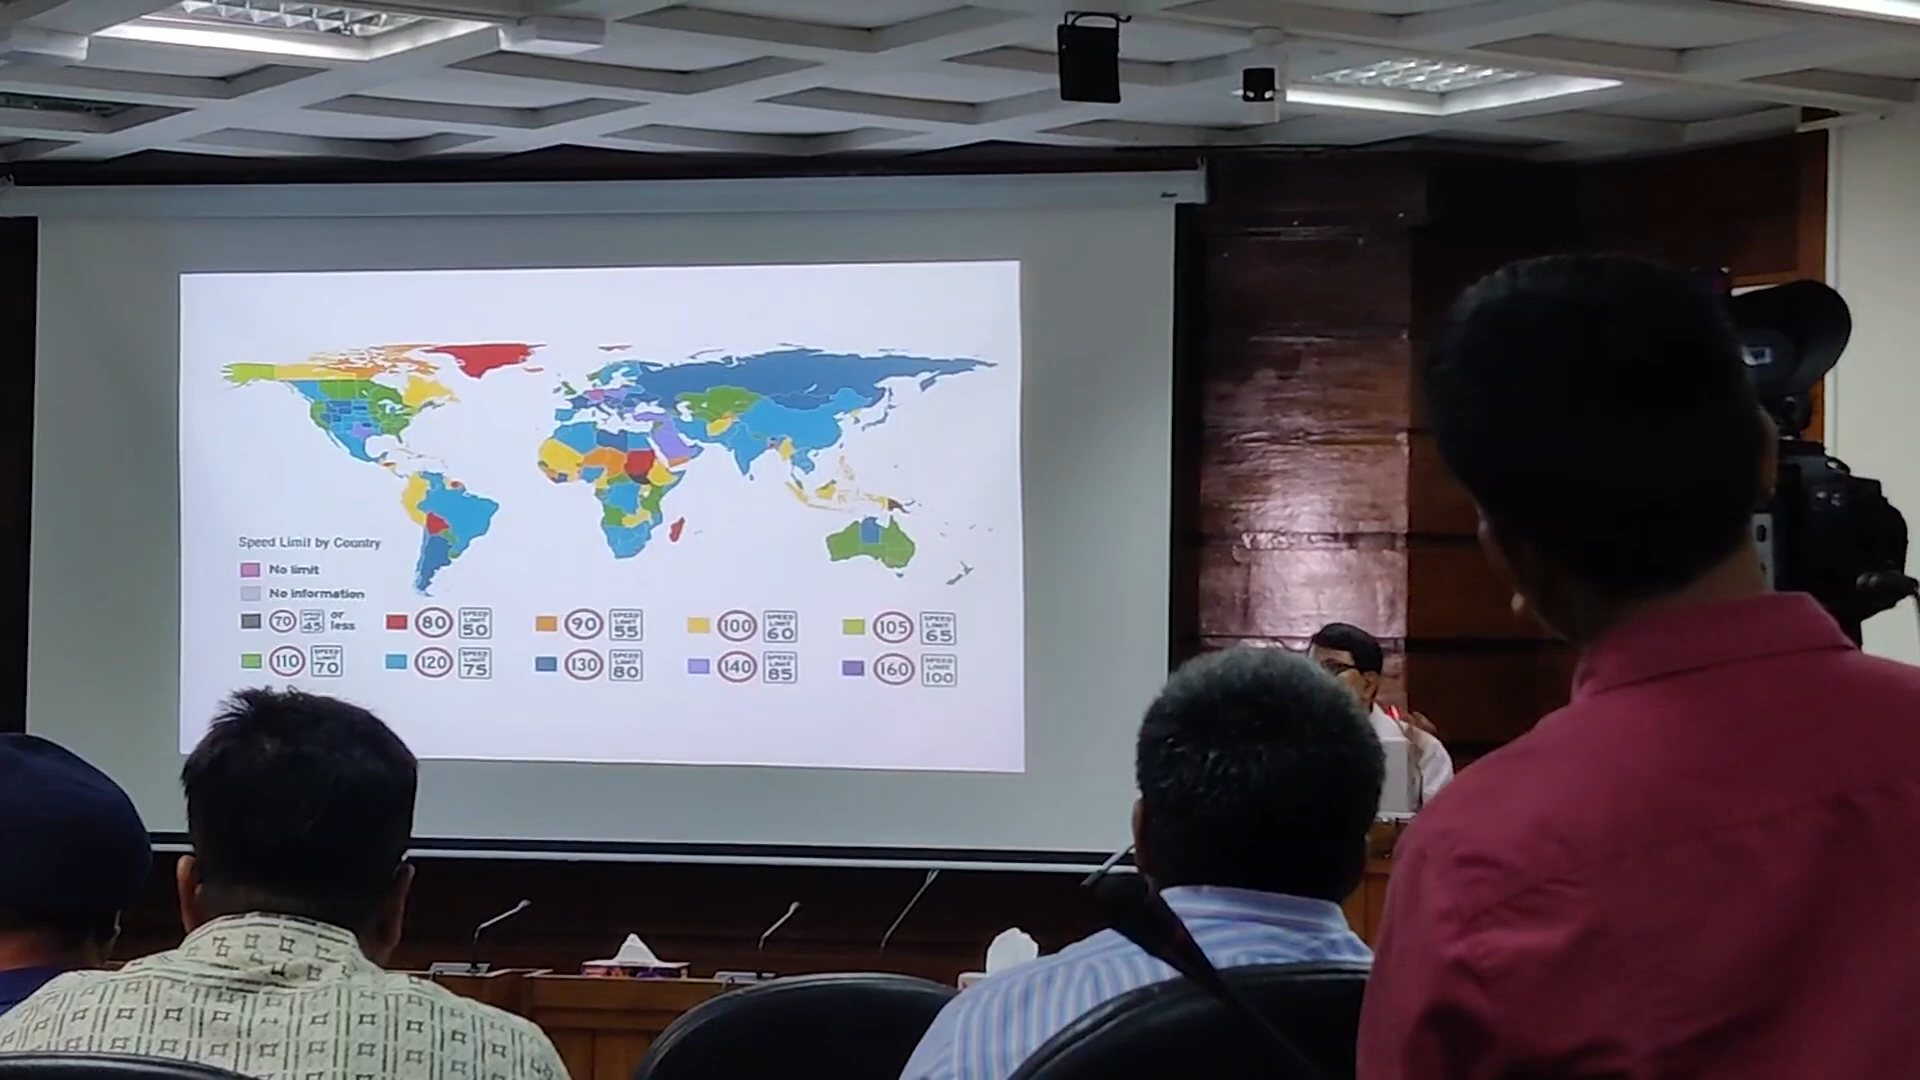 Speed Limit by Country
No limit
No information
70 SPEED LIMIT 45 or less
80 SPEED LIMIT 50
90 SPEED LIMIT 55
100 SPEED LIMIT 60
105 SPEED LIMIT 65
110 SPEED LIMIT 70
120 SPEED LIMIT 75
130 SPEED LIMIT 80
140 SPEED LIMIT 85
160 SPEED LIMIT 100